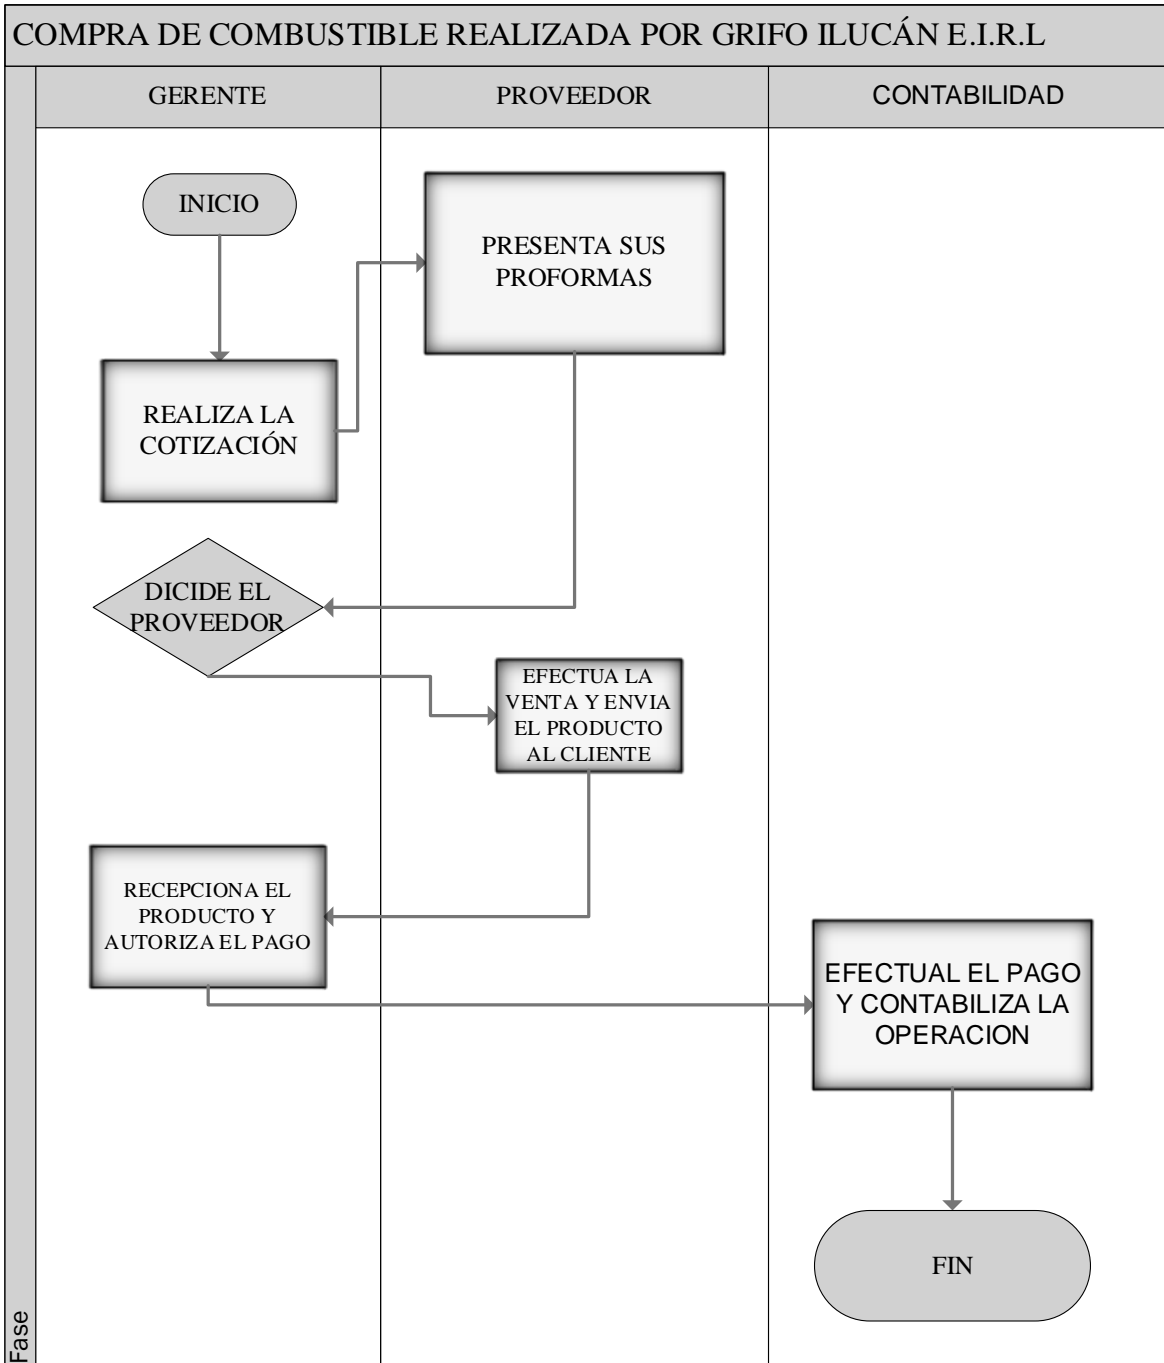 COMPRA DE COMBUSTIBLE REALIZADA POR GRIFO ILUCÁN E.I.R.L
GERENTE
PROVEEDOR
CONTABILIDAD
INICIO
PRESENTA SUS
PROFORMAS
REALIZA LA
COTIZACIÓN
DICIDE EL
PROVEEDOR
EFECTUA LA
VENTA Y ENVIA
EL PRODUCTO
AL CLIENTE
RECEPCIONA EL
PRODUCTO Y
AUTORIZA EL PAGO
EFECTUAL EL PAGO
Y CONTABILIZA LA
OPERACION
FIN
Fase